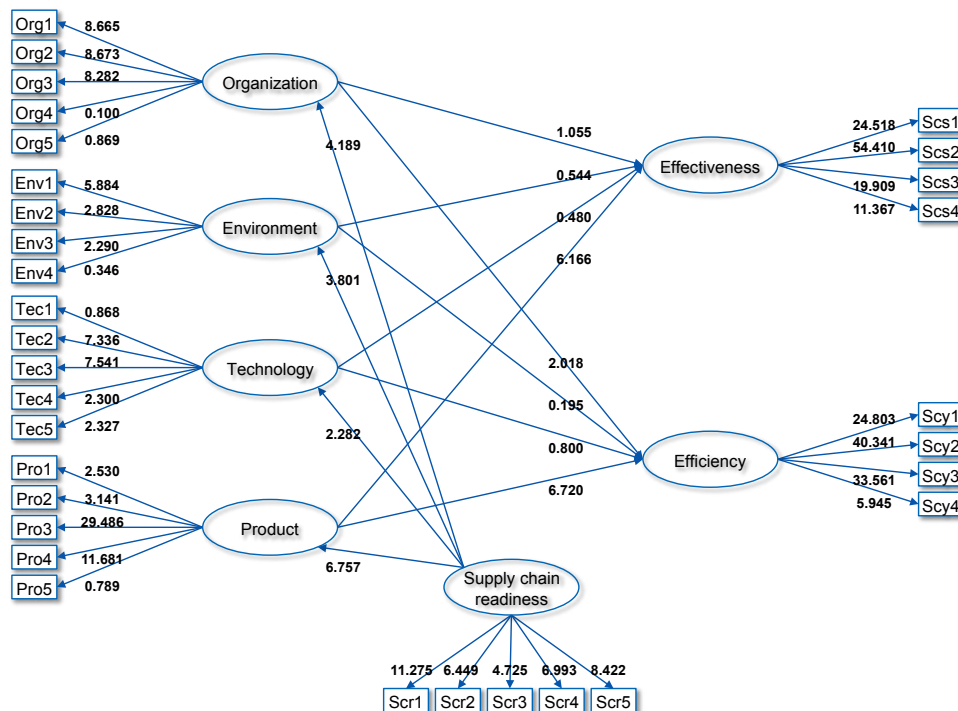 Org1
Org2
Org3
Org4
Org5
8.665
8.673
8.282
0.100
0.869
Organization
Env1
Env2
Env3
Env4
5.884
2.828
2.290
0.346
Environment
Tec1
Tec2
Tec3
Tec4
Tec5
0.868
7.336
7.541
2.300
2.327
Technology
Pro1
Pro2
Pro3
Pro4
Pro5
2.530
3.141
29.486
11.681
0.789
Product
4.189
3.801
2.282
6.757
1.055
0.544
0.480
6.166
2.018
0.195
0.800
6.720
Effectiveness
24.518
54.410
19.909
11.367
Scs1
Scs2
Scs3
Scs4
Efficiency
24.803
40.341
33.561
5.945
Scy1
Scy2
Scy3
Scy4
Supply chain
readiness
11.275
6.449
4.725
6.993
8.422
Scr1
Scr2
Scr3
Scr4
Scr5